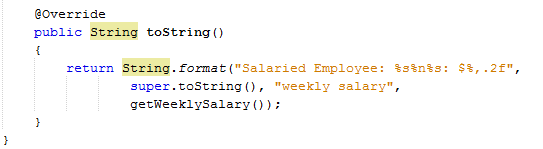 @Override
public String toString()
{
return String.format("Salaried Employee: %s%n%s: $%,.2f",
super.toString(), "weekly salary",
getWeeklySalary());
}
}